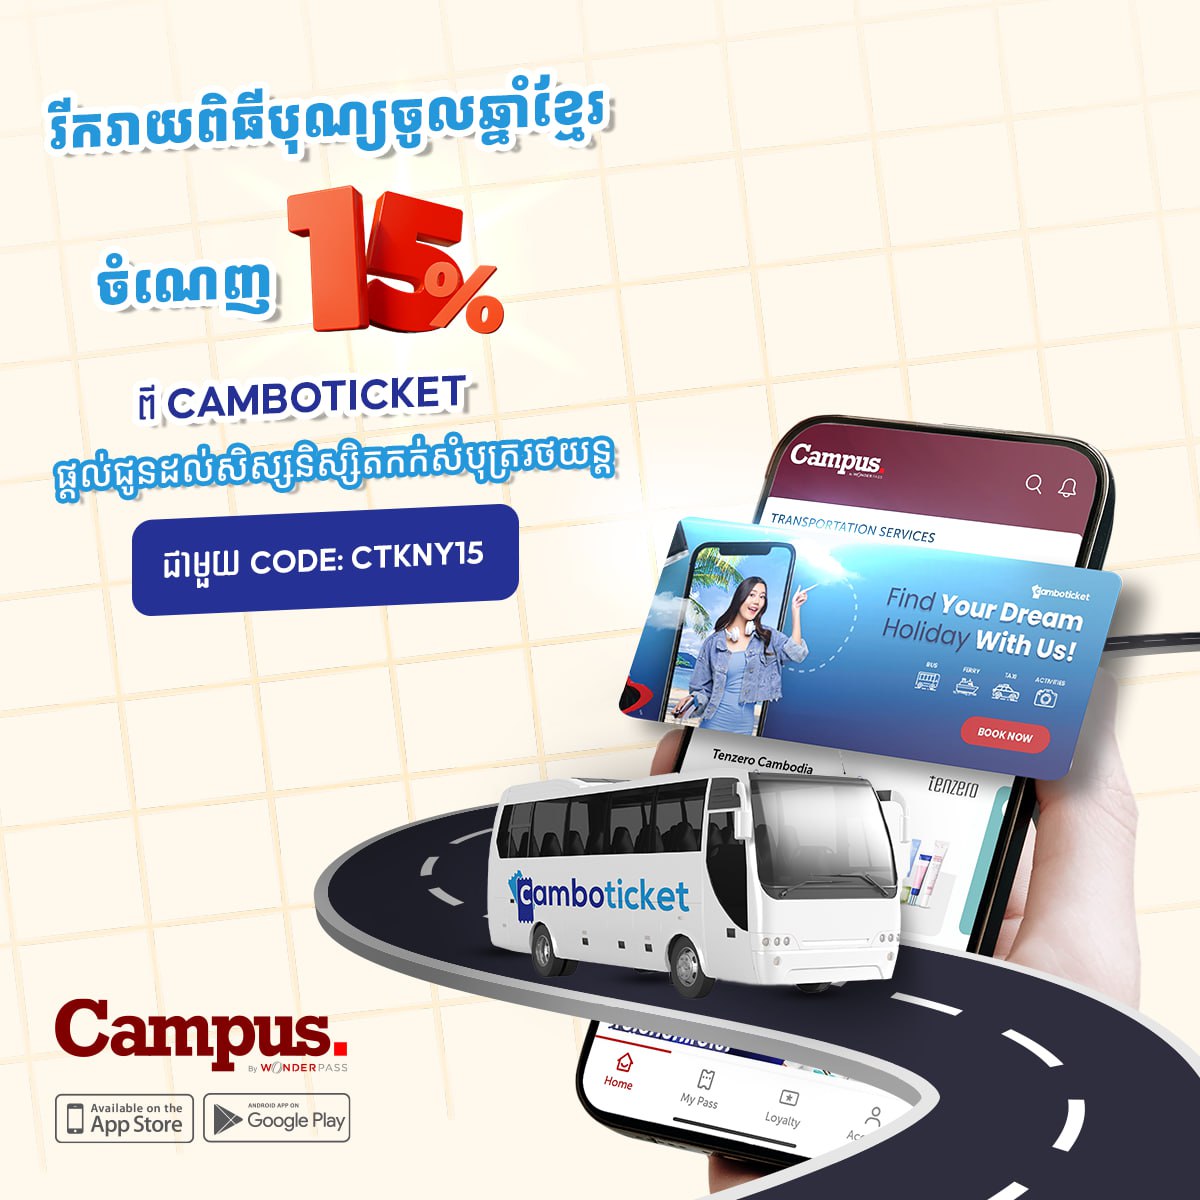 រីករាយពិធីបុណ្យចូលឆ្នាំខ្មែរ
ចំណេញ 15%
ពី CAMBOTICKET
ផ្តល់ជូនដល់សិស្សនិស្សិតកក់សំបុត្ររថយន្ត
ជាមួយ CODE: CTKNY15
Campus.
BY WONDERPASS
TRANSPORTATION SERVICES
camboticket
Find Your Dream
Holiday With Us!
BUS FERRY TAXI ACTIVITIES
BOOK NOW
Tenzero Cambodia
tenzero
camboticket
Campus.
BY WONDERPASS
Available on the
App Store
ANDROID APP ON
Google Play
Home
My Pass
Loyalty